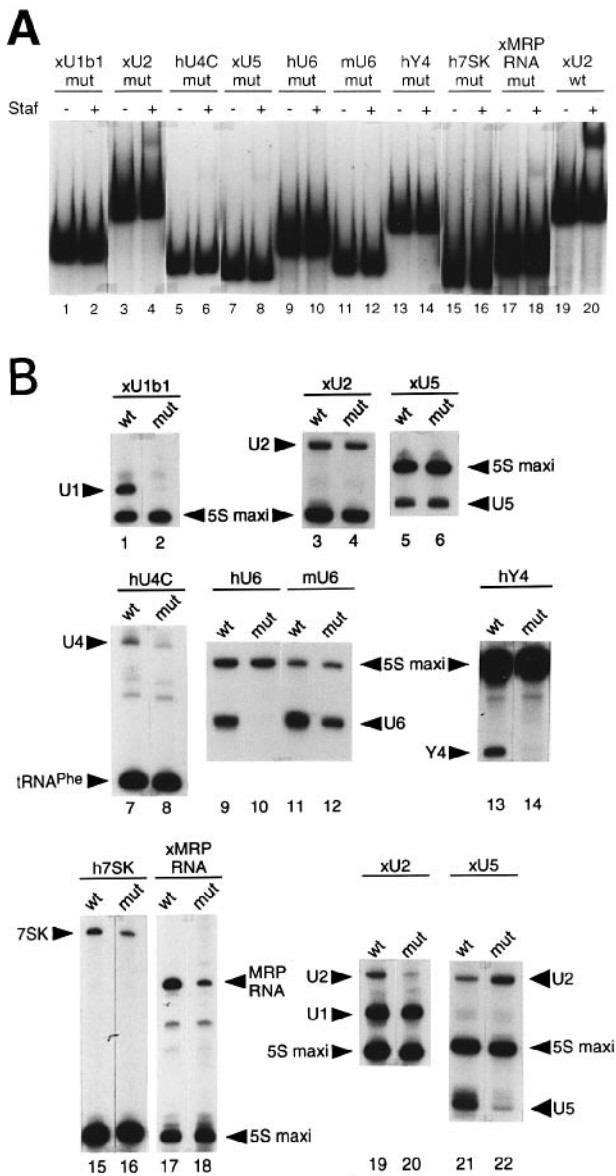 A
xU1b1 xU2 hU4C xU5 hU6 mU6 hY4 h7SK xMRP RNA xU2
mut mut mut mut mut mut mut mut mut wt
Staf - + - + - + - + - + - + - + - + - + - +
1 2 3 4 5 6 7 8 9 10 11 12 13 14 15 16 17 18 19 20
B
xU1b1 xU2 xU5
wt mut wt mut wt mut
U2
5S maxi
U1
5S maxi
U5
1 2 3 4 5 6
hU4C hU6 mU6 hY4
wt mut wt mut wt mut wt mut
U4
5S maxi
U6
Y4
tRNAPhe
7 8 9 10 11 12 13 14
h7SK xMRP RNA xU2 xU5
wt mut wt mut wt mut wt mut
7SK
MRP RNA
U2
U2
U1
5S maxi
5S maxi
5S maxi
U5
15 16 17 18 19 20 21 22